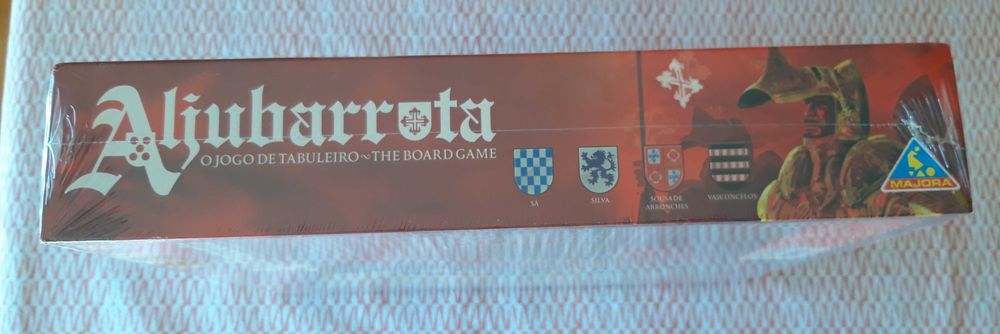 Aljubarrota
O JOGO DE TABULEIRO ~ THE BOARD GAME
SÁ
SILVA
SOUSA DE
ARRONCHES
VASCONCELOS
MAJORA